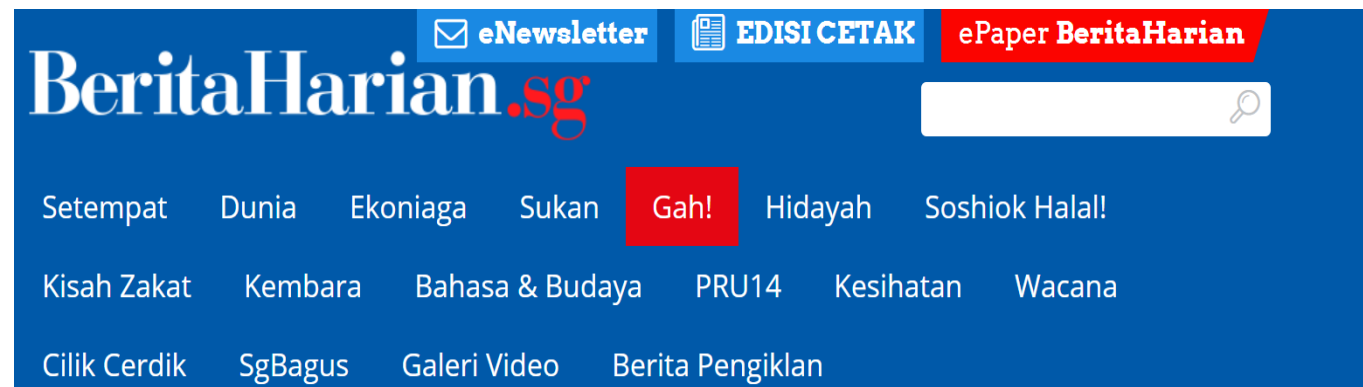 eNewsletter EDISI CETAK ePaper BeritaHarian
BeritaHarian.sg
Setempat Dunia Ekoniaga Sukan Gah! Hidayah Soshiok Halal!
Kisah Zakat Kembara Bahasa & Budaya PRU14 Kesihatan Wacana
Cilik Cerdik SgBagus Galeri Video Berita Pengiklan